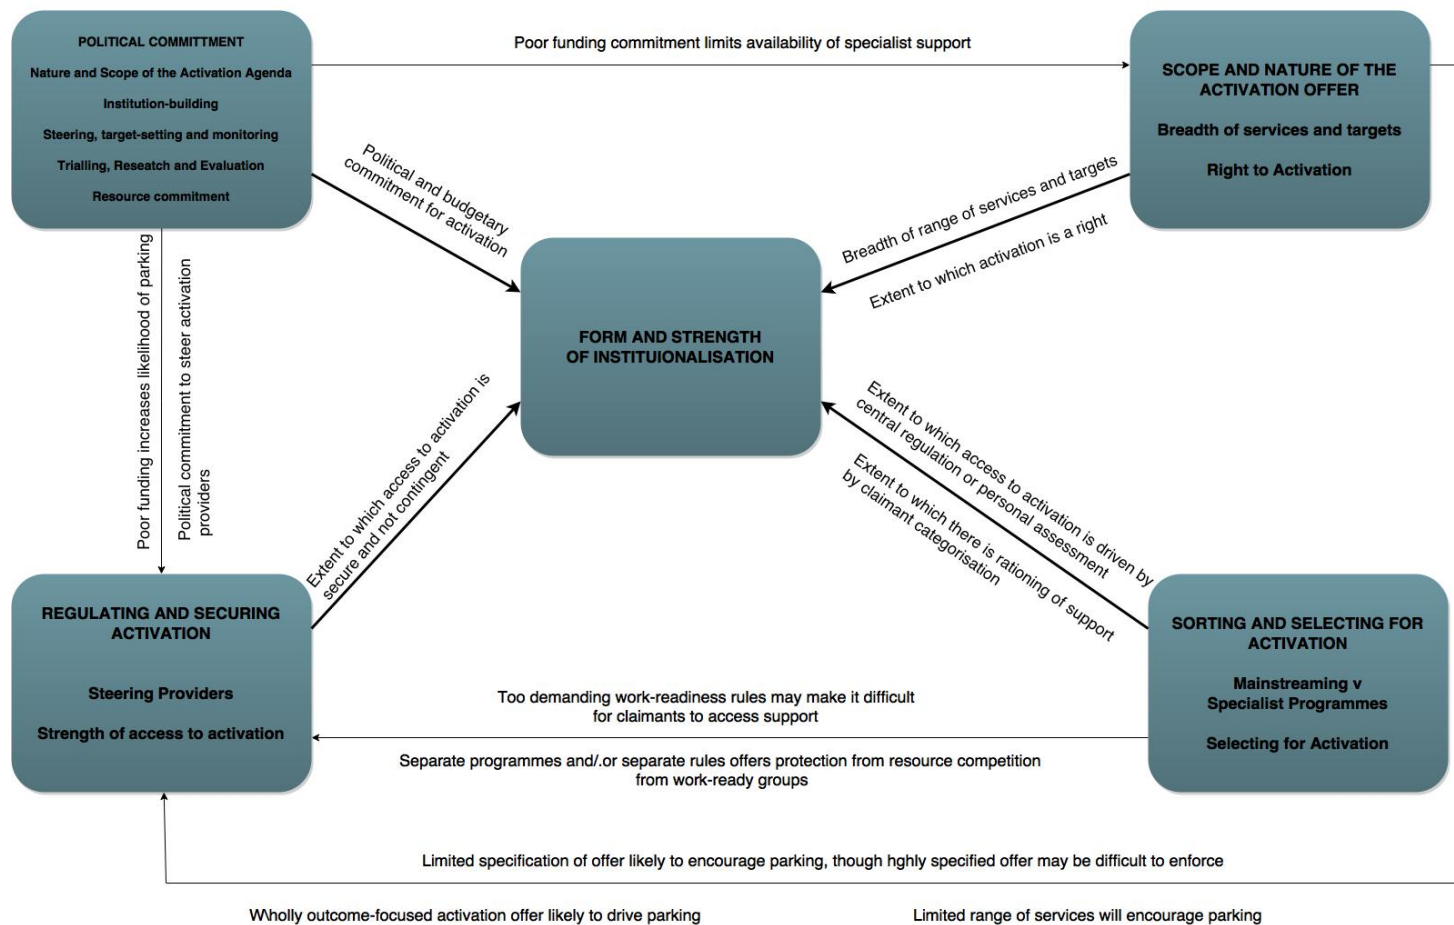 POLITICAL COMMITTMENT
Nature and Scope of the Activation Agenda
Institution-building
Steering, target-setting and monitoring
Trialling, Reseatch and Evaluation
Resource commitment
Poor funding commitment limits availability of specialist support
SCOPE AND NATURE OF THE
ACTIVATION OFFER
Breadth of services and targets
Right to Activation
Political and budgetary
commitment for activation
Breadth of range of services and targets
Extent to which activation is a right
Poor funding increases likelihood of parking
Political commitment to steer activation
providers
FORM AND STRENGTH
OF INSTITUIONALISATION
Extent to which access to activation is
secure and not contingent
Extent to which access to activation is driven by
central regulation or personal assessment
Extent to which there is rationing of support
by claimant categorisation
REGULATING AND SECURING
ACTIVATION
Steering Providers
Strength of access to activation
SORTING AND SELECTING FOR
ACTIVATION
Mainstreaming v
Specialist Programmes
Selecting for Activation
Too demanding work-readiness rules may make it difficult
for claimants to access support
Separate programmes and/.or separate rules offers protection from resource competition
from work-ready groups
Limited specification of offer likely to encourage parking, though hghly specified offer may be difficult to enforce
Wholly outcome-focused activation offer likely to drive parking
Limited range of services will encourage parking